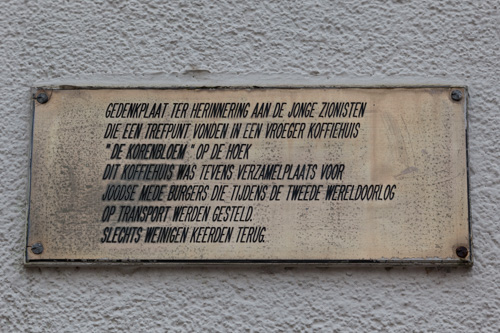 GEDENKPLAAT TER HERINNERING AAN DE JONGE ZIONISTEN
DIE EEN TREFPUNT VONDEN IN EEN VROEGER KOFFIEHUIS
"DE KORENBLOEM" OP DE HOEK
DIT KOFFIEHUIS WAS TEVENS VERZAMELPLAATS VOOR
JOODSE MEDE BURGERS DIE TIJDENS DE TWEEDE WERELDOORLOG
OP TRANSPORT WERDEN GESTELD.
SLECHTS WEINIGEN KEERDEN TERUG.